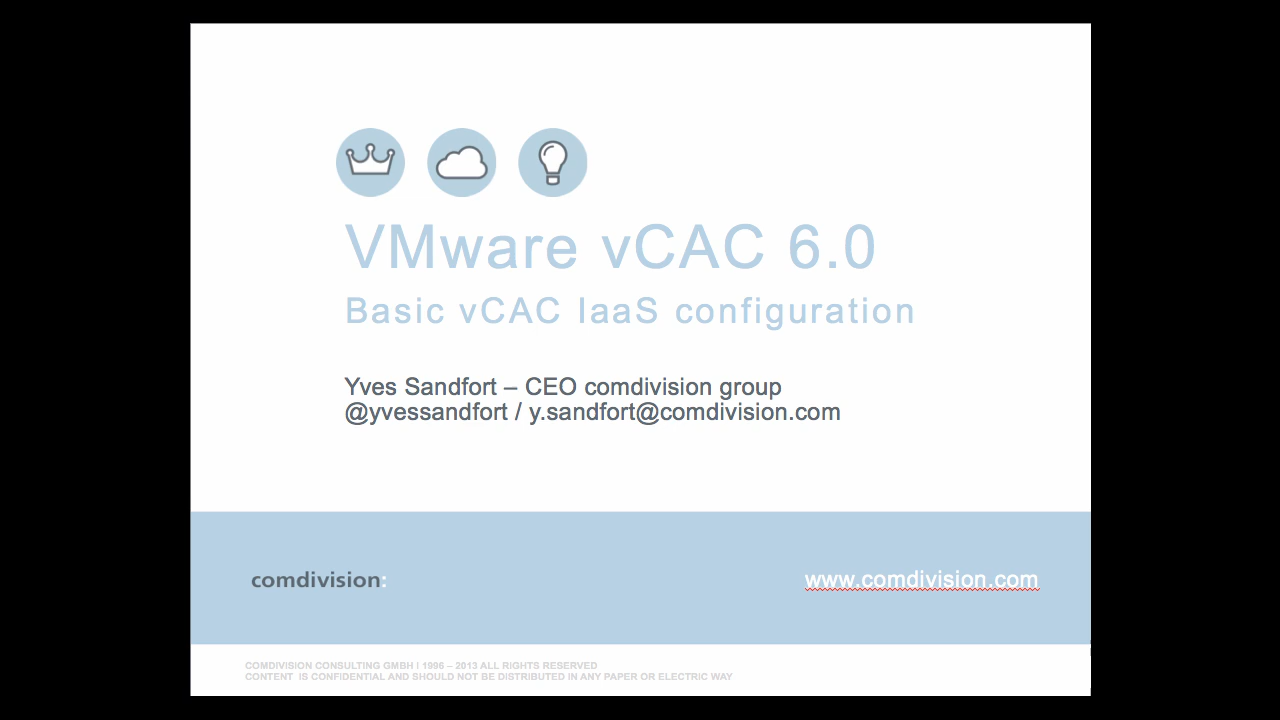 VMware vCAC 6.0
Basic vCAC IaaS configuration
Yves Sandfort – CEO comdivision group
@yvessandfort / y.sandfort@comdivision.com
comdivision:
www.comdivision.com
COMDIVISION CONSULTING GMBH I 1996 – 2013 ALL RIGHTS RESERVED
CONTENT IS CONFIDENTIAL AND SHOULD NOT BE DISTRIBUTED IN ANY PAPER OR ELECTRIC WAY